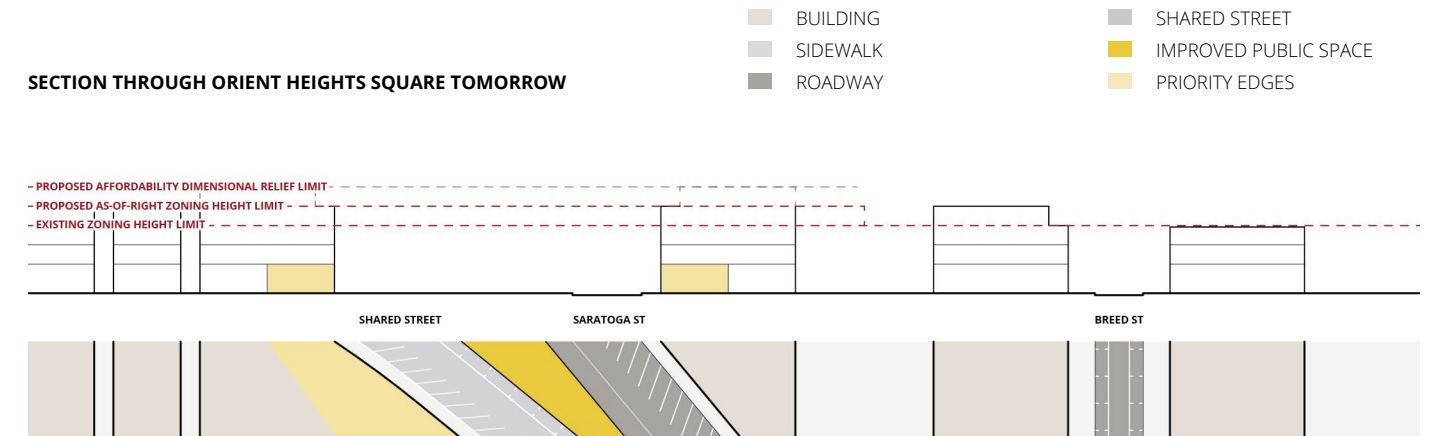 BUILDING
SIDEWALK
ROADWAY
SHARED STREET
IMPROVED PUBLIC SPACE
PRIORITY EDGES
SECTION THROUGH ORIENT HEIGHTS SQUARE TOMORROW
PROPOSED AFFORDABILITY DIMENSIONAL RELIEF LIMIT
PROPOSED AS-OF-RIGHT ZONING HEIGHT LIMIT
EXISTING ZONING HEIGHT LIMIT
SHARED STREET
SARATOGA ST
BREED ST